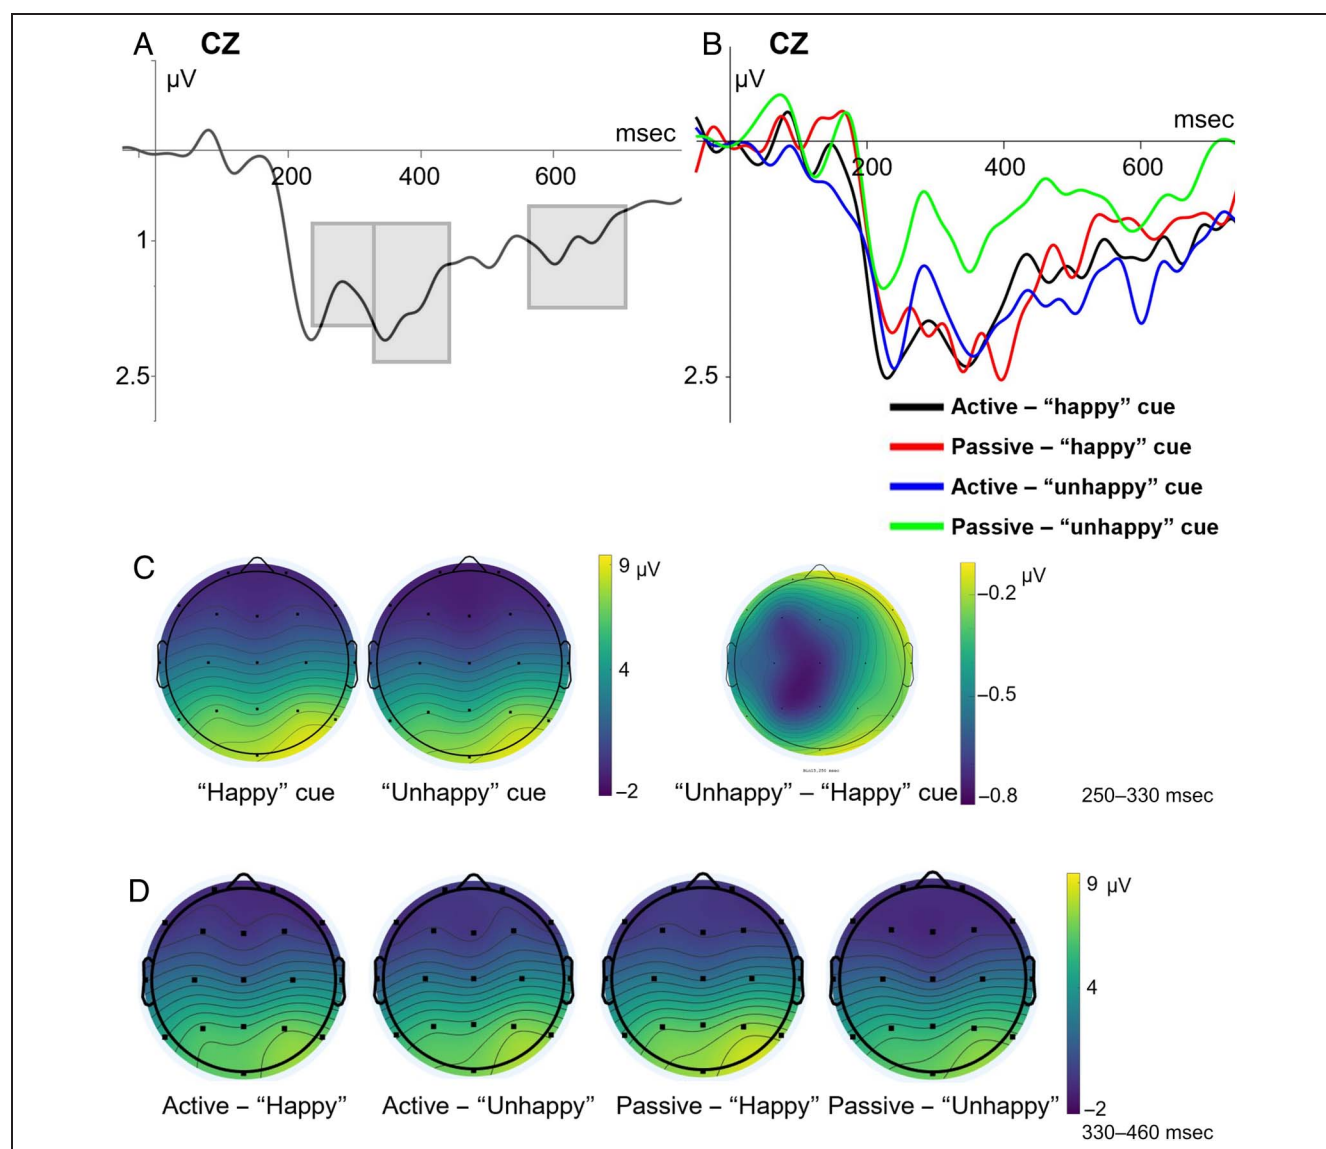 A CZ
µV
msec
200 400 600
1
2.5
B CZ
µV
msec
200 400 600
2.5
Active – “happy” cue
Passive – “happy” cue
Active – “unhappy” cue
Passive – “unhappy” cue
C
9 µV
4
–2
µV
–0.2
–0.5
–0.8
“Happy” cue
“Unhappy” cue
“Unhappy” – “Happy” cue
250–330 msec
D
9 µV
4
–2
Active – “Happy”
Active – “Unhappy”
Passive – “Happy”
Passive – “Unhappy”
330–460 msec